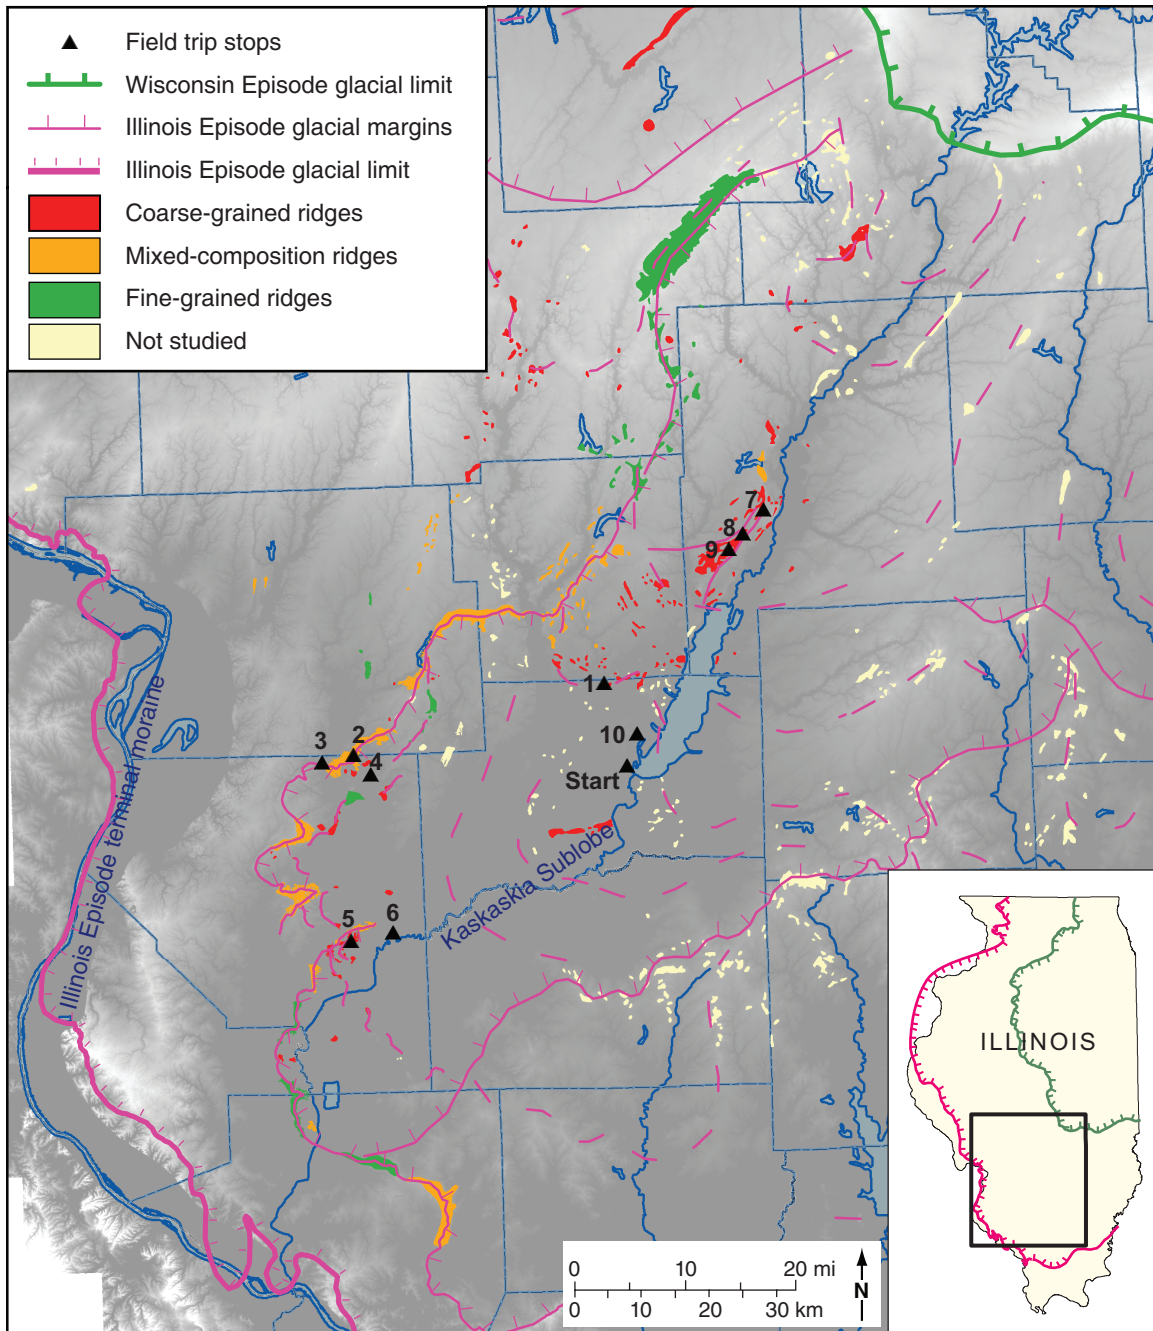 Field trip stops
Wisconsin Episode glacial limit
Illinois Episode glacial margins
Illinois Episode glacial limit
Coarse-grained ridges
Mixed-composition ridges
Fine-grained ridges
Not studied
7
8
9
1
10
2
3
4
Start
Illinois Episode terminal moraine
Kaskaskia Sublobe
5
6
ILLINOIS
0 10 20 mi
0 10 20 30 km
N